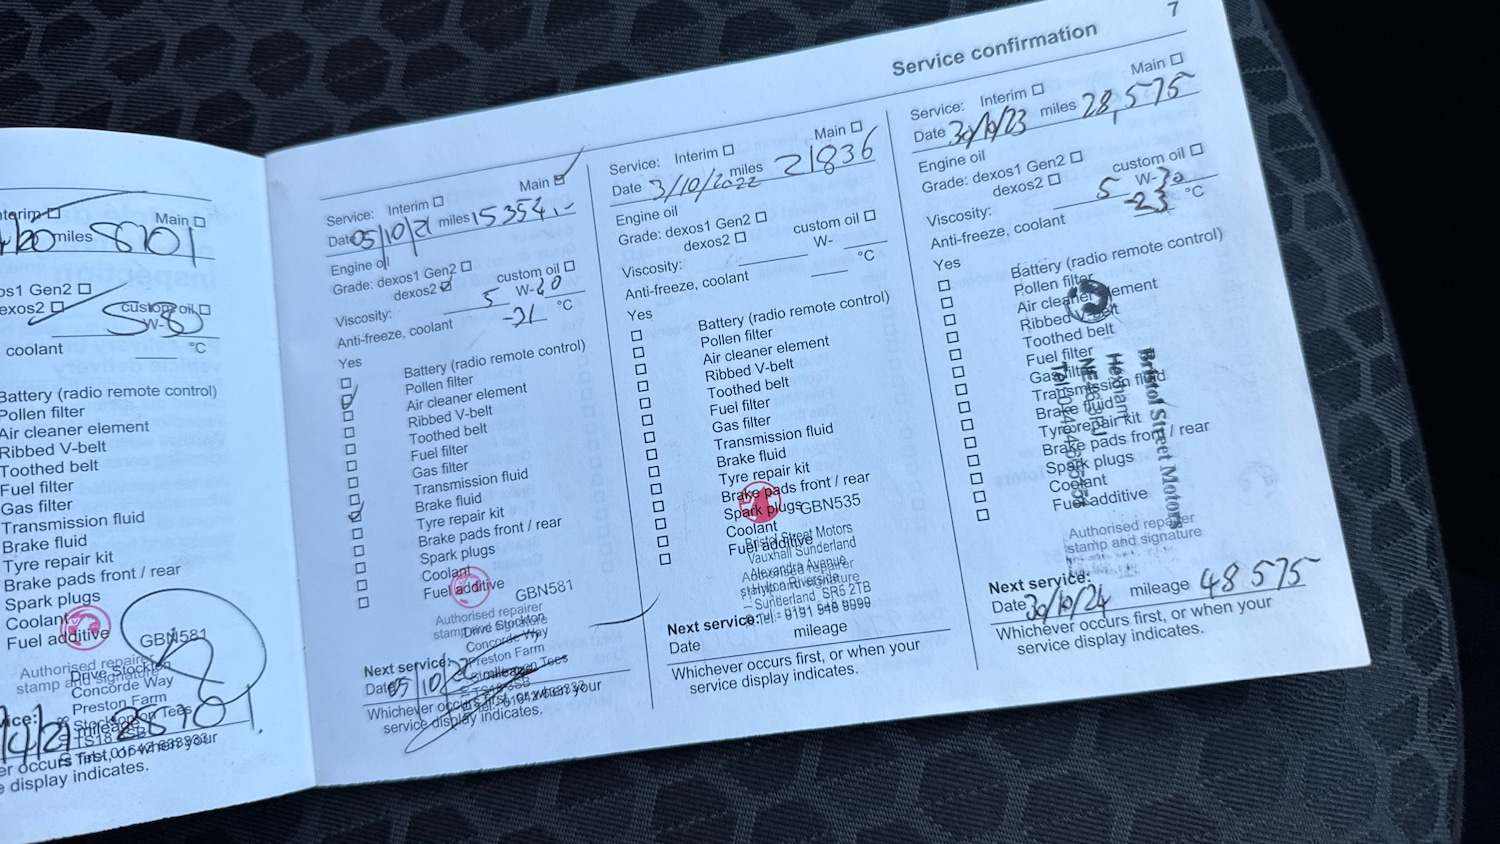 7
Service confirmation
Main
miles 8101
os1 Gen2
custom oil
W-
coolant
°C
Battery (radio remote control)
Pollen filter
Air cleaner element
Ribbed V-belt
Toothed belt
Fuel filter
Gas filter
Transmission fluid
Brake fluid
Tyre repair kit
Brake pads front / rear
Spark plugs
Coolant
Fuel additive
GBN581
Authorised repairer
stamp and signature
Drive Stockton
Concorde Way
Preston Farm
Stockton on Tees
mileage
display indicates.
Service: Interim
Main
Date 05/10/21 miles 15354
Engine oil
Grade: dexos1 Gen2
dexos2
custom oil
Viscosity: 5 W-
Anti-freeze, coolant °C
Yes
Battery (radio remote control)
Pollen filter
Air cleaner element
Ribbed V-belt
Toothed belt
Fuel filter
Gas filter
Transmission fluid
Brake fluid
Tyre repair kit
Brake pads front / rear
Spark plugs
Coolant
Fuel additive
GBN581
Authorised repairer
Drive Stockton
Concorde Way
Preston Farm
Next service:
Date 05/10/
Whichever occurs first, or when your
service display indicates.
Service: Interim
Main
Date 3/10/2022 miles 21836
Engine oil
Grade: dexos1 Gen2
dexos2
custom oil
Viscosity: W-
Anti-freeze, coolant °C
Yes
Battery (radio remote control)
Pollen filter
Air cleaner element
Ribbed V-belt
Toothed belt
Fuel filter
Gas filter
Transmission fluid
Brake fluid
Tyre repair kit
Brake pads front / rear
Spark plugs
GBN535
Coolant
Fuel additive
Bristol Street Motors
Vauxhall Sunderland
Alexandra Avenue
Authorised repairer
Hylton Riverside
stamp and signature
Sunderland SR5 2TB
Tel: 0191 549 9090
Next service:
Date mileage
Whichever occurs first, or when your
service display indicates.
Service: Interim
Main
Date 30/10/23 miles 28,575
Engine oil
Grade: dexos1 Gen2
dexos2
custom oil
Viscosity: 5 W-30
Anti-freeze, coolant -23 °C
Yes
Battery (radio remote control)
Pollen filter
Air cleaner element
Ribbed V-belt
Toothed belt
Fuel filter
Gas filter
Transmission fluid
Brake fluid
Tyre repair kit
Brake pads front / rear
Spark plugs
Coolant
Fuel additive
Bristol Street Motors
Authorised repairer
stamp and signature
Next service:
Date 30/10/24 mileage 48575
Whichever occurs first, or when your
service display indicates.